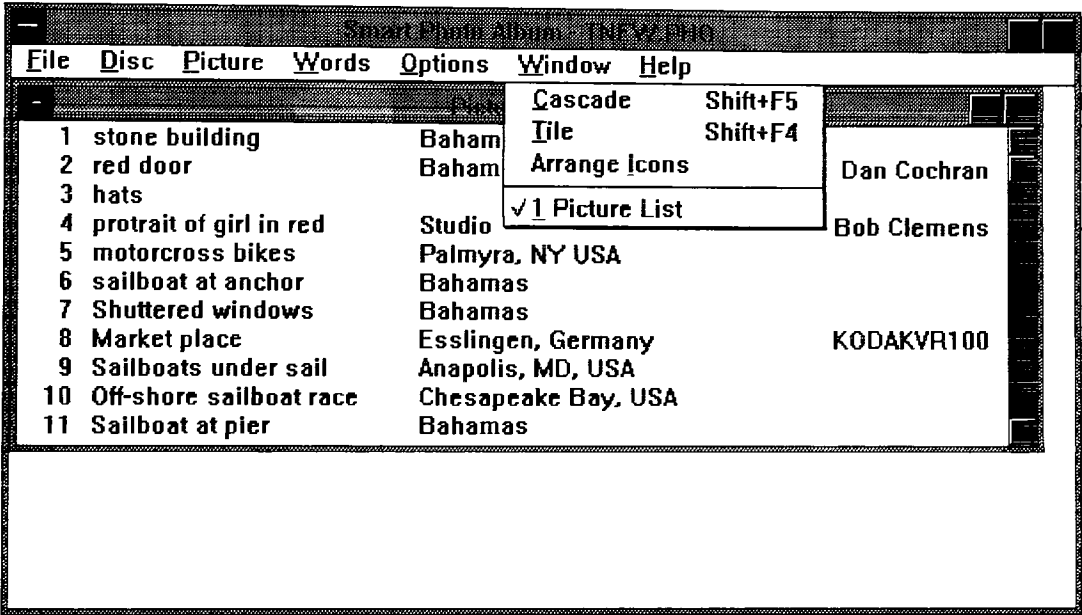 Smart Photo Album - TNEW.PHO
File Disc Picture Words Options Window Help
Cascade Shift+F5
Tile Shift+F4
Arrange Icons
✓ 1 Picture List
1 stone building Baham
2 red door Baham Dan Cochran
3 hats
4 protrait of girl in red Studio Bob Clemens
5 motorcross bikes Palmyra, NY USA
6 sailboat at anchor Bahamas
7 Shuttered windows Bahamas
8 Market place Esslingen, Germany KODAKVR100
9 Sailboats under sail Anapolis, MD, USA
10 Off-shore sailboat race Chesapeake Bay, USA
11 Sailboat at pier Bahamas